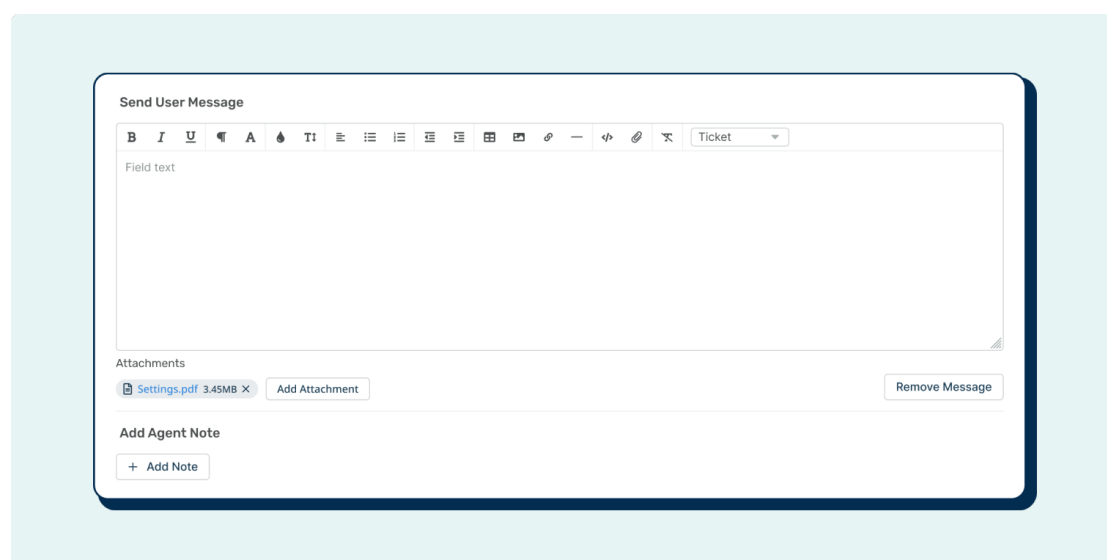 Send User Message
Ticket
Field text
Attachments
Settings.pdf 3.45MB
Add Attachment
Remove Message
Add Agent Note
+ Add Note